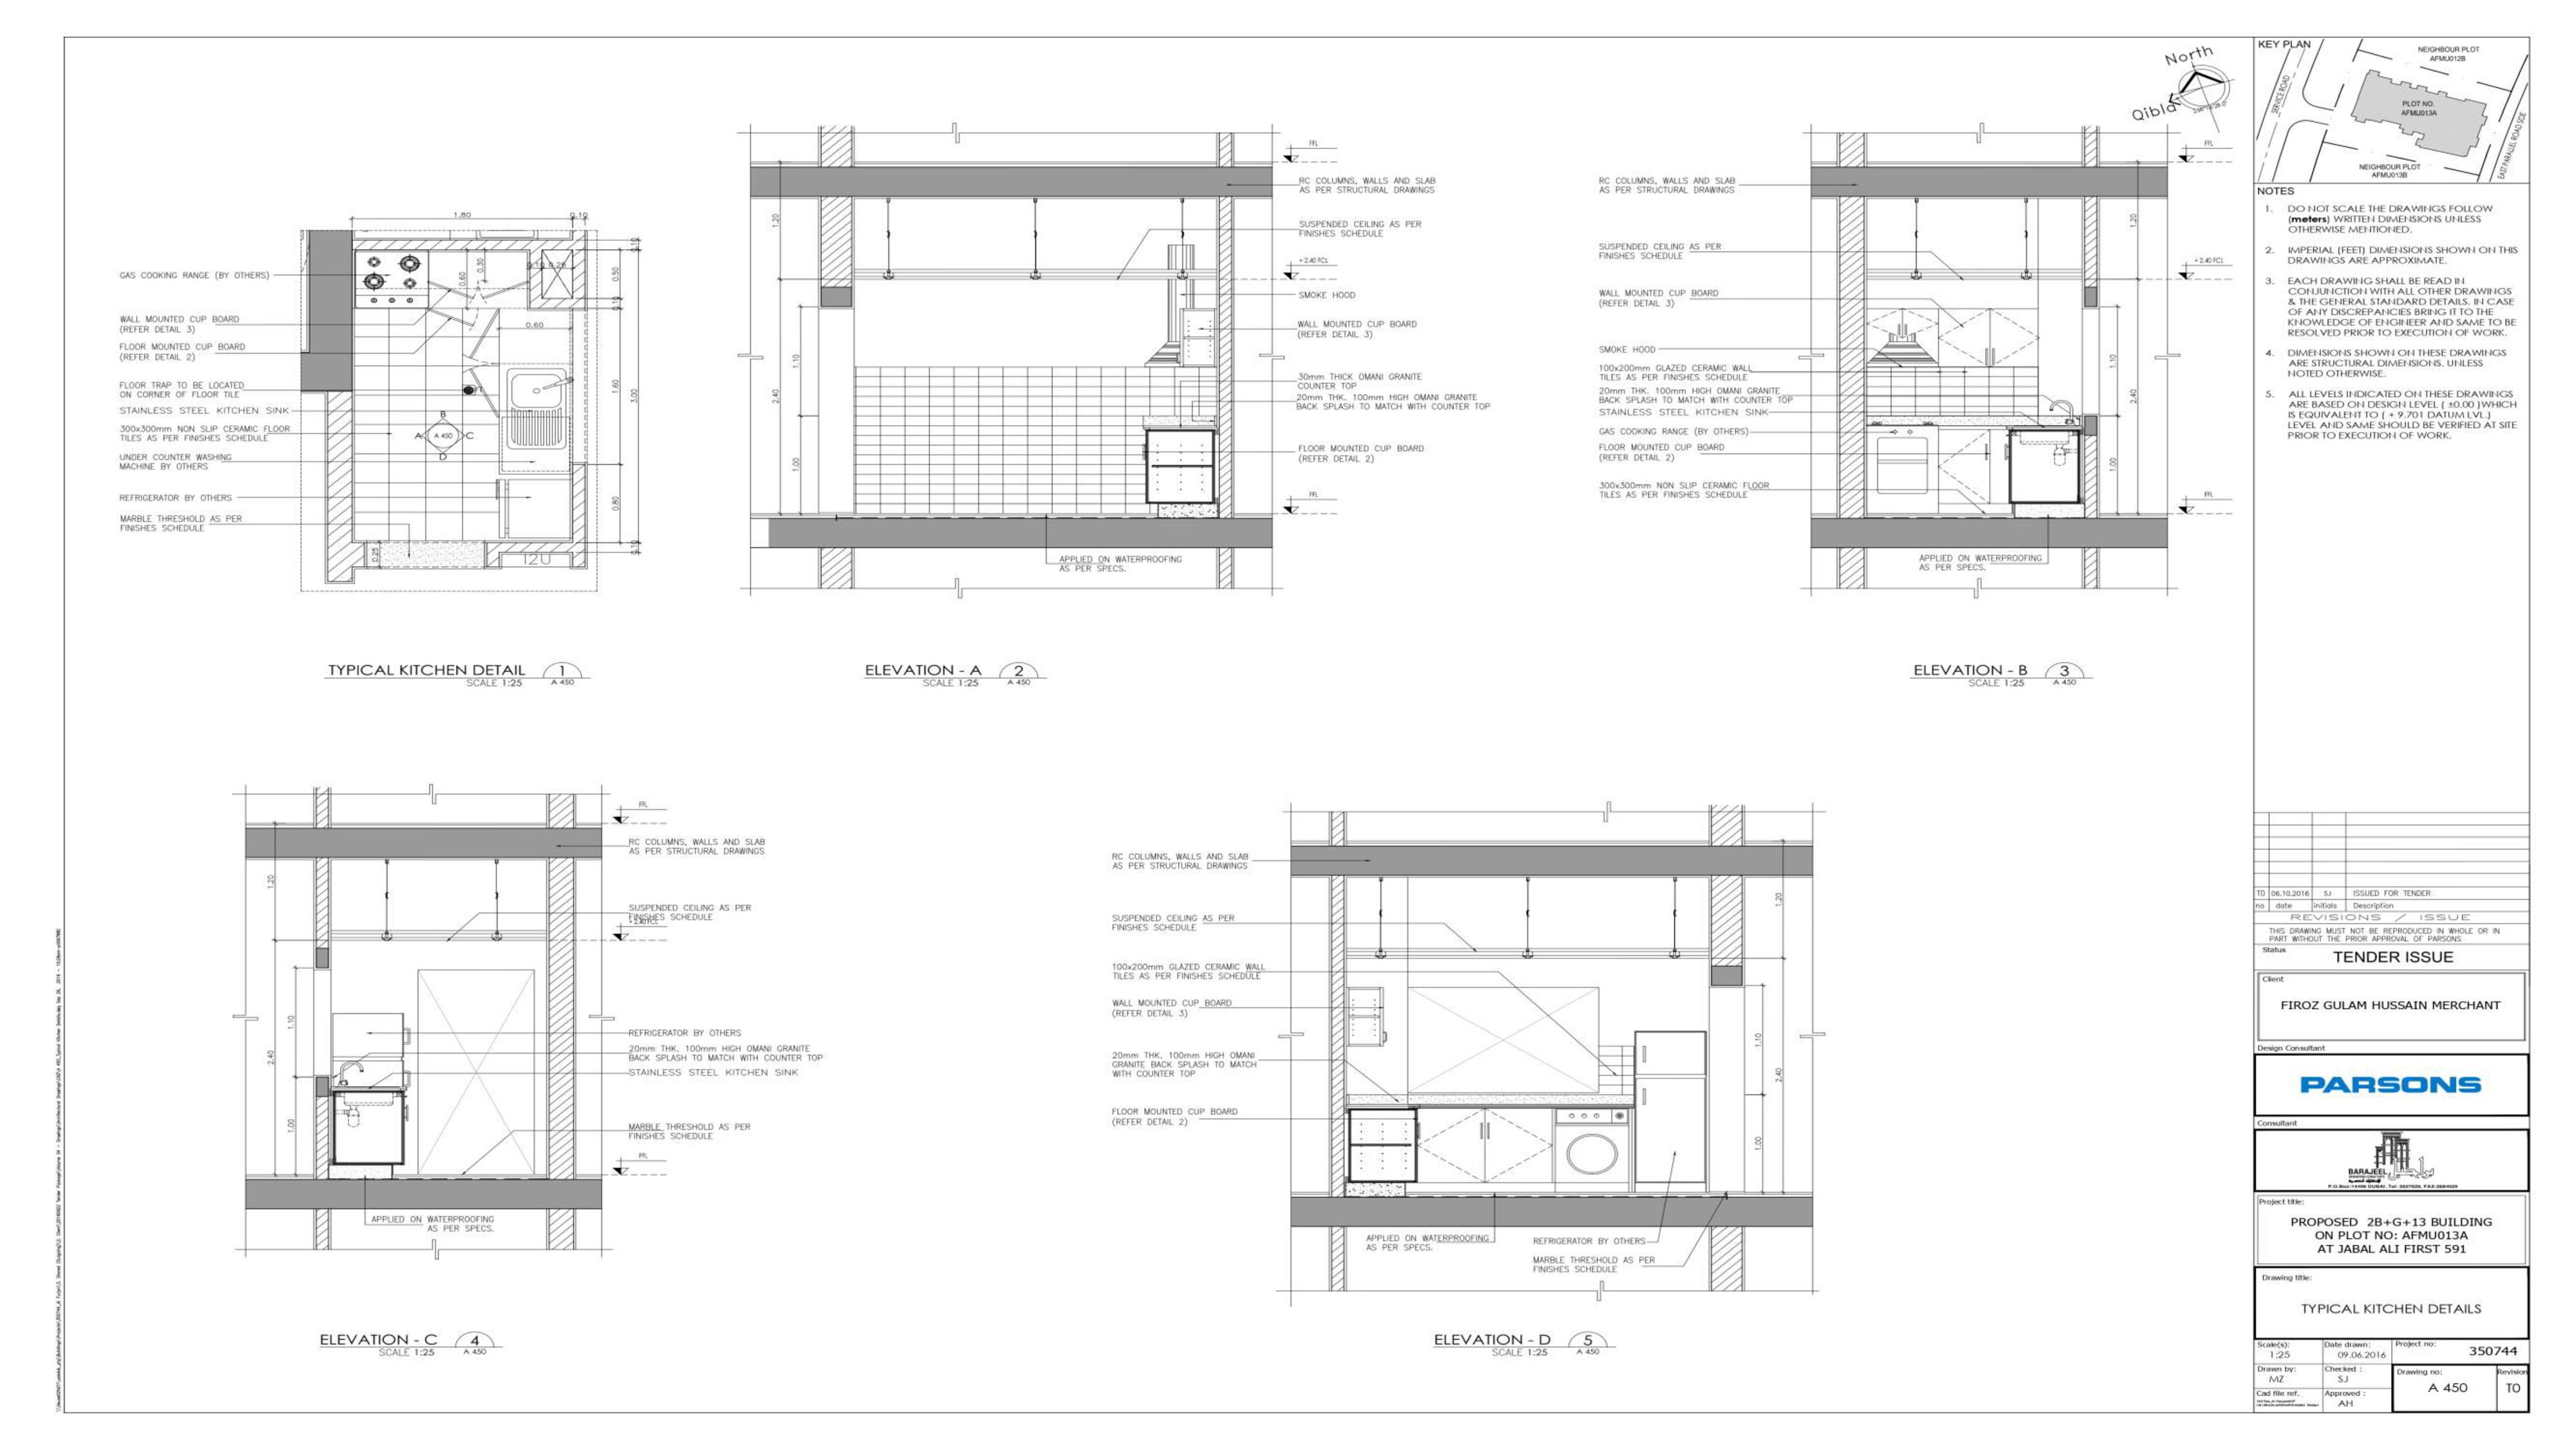 North
Qibla
KEY PLAN
NEIGHBOUR PLOT
AFMU012B
SERVICE ROAD
PLOT NO.
AFMU013A
NEIGHBOUR PLOT
AFMU013B
EAST PARALLEL ROAD SIDE
NOTES
1. DO NOT SCALE THE DRAWINGS FOLLOW
(meters) WRITTEN DIMENSIONS UNLESS
OTHERWISE MENTIONED.
2. IMPERIAL (FEET) DIMENSIONS SHOWN ON THIS
DRAWINGS ARE APPROXIMATE.
3. EACH DRAWING SHALL BE READ IN
CONJUNCTION WITH ALL OTHER DRAWINGS
& THE GENERAL STANDARD DETAILS. IN CASE
OF ANY DISCREPANCIES BRING IT TO THE
KNOWLEDGE OF ENGINEER AND SAME TO BE
RESOLVED PRIOR TO EXECUTION OF WORK.
4. DIMENSIONS SHOWN ON THESE DRAWINGS
ARE STRUCTURAL DIMENSIONS. UNLESS
NOTED OTHERWISE.
5. ALL LEVELS INDICATED ON THESE DRAWINGS
ARE BASED ON DESIGN LEVEL ( ±0.00 )WHICH
IS EQUIVALENT TO ( + 9.701 DATUM LVL.)
LEVEL AND SAME SHOULD BE VERIFIED AT SITE
PRIOR TO EXECUTION OF WORK.
1.80
0.10
0.10
GAS COOKING RANGE (BY OTHERS)
0.60
0.30
0.10 0.25
0.50
0.10
WALL MOUNTED CUP BOARD
(REFER DETAIL 3)
0.60
FLOOR MOUNTED CUP BOARD
(REFER DETAIL 2)
FLOOR TRAP TO BE LOCATED
ON CORNER OF FLOOR TILE
1.60
3.00
STAINLESS STEEL KITCHEN SINK
300x300mm NON SLIP CERAMIC FLOOR
TILES AS PER FINISHES SCHEDULE
B
A A 450 C
D
UNDER COUNTER WASHING
MACHINE BY OTHERS
REFRIGERATOR BY OTHERS
0.80
MARBLE THRESHOLD AS PER
FINISHES SCHEDULE
0.25
0.10
TYPICAL KITCHEN DETAIL 1
SCALE 1:25 A 450
FFL
RC COLUMNS, WALLS AND SLAB
AS PER STRUCTURAL DRAWINGS
1.20
SUSPENDED CEILING AS PER
FINISHES SCHEDULE
+ 2.40 FCL
SMOKE HOOD
WALL MOUNTED CUP BOARD
(REFER DETAIL 3)
1.10
30mm THICK OMANI GRANITE
COUNTER TOP
2.40
20mm THK. 100mm HIGH OMANI GRANITE
BACK SPLASH TO MATCH WITH COUNTER TOP
FLOOR MOUNTED CUP BOARD
(REFER DETAIL 2)
1.00
FFL
APPLIED ON WATERPROOFING
AS PER SPECS.
ELEVATION - A 2
SCALE 1:25 A 450
FFL
RC COLUMNS, WALLS AND SLAB
AS PER STRUCTURAL DRAWINGS
1.20
SUSPENDED CEILING AS PER
FINISHES SCHEDULE
+ 2.40 FCL
WALL MOUNTED CUP BOARD
(REFER DETAIL 3)
SMOKE HOOD
1.10
100x200mm GLAZED CERAMIC WALL
TILES AS PER FINISHES SCHEDULE
20mm THK. 100mm HIGH OMANI GRANITE
BACK SPLASH TO MATCH WITH COUNTER TOP
2.40
STAINLESS STEEL KITCHEN SINK
GAS COOKING RANGE (BY OTHERS)
FLOOR MOUNTED CUP BOARD
(REFER DETAIL 2)
1.00
300x300mm NON SLIP CERAMIC FLOOR
TILES AS PER FINISHES SCHEDULE
FFL
APPLIED ON WATERPROOFING
AS PER SPECS.
ELEVATION - B 3
SCALE 1:25 A 450
FFL
RC COLUMNS, WALLS AND SLAB
AS PER STRUCTURAL DRAWINGS
1.20
SUSPENDED CEILING AS PER
FINISHES SCHEDULE
+ 2.40 FCL
1.10
REFRIGERATOR BY OTHERS
20mm THK. 100mm HIGH OMANI GRANITE
BACK SPLASH TO MATCH WITH COUNTER TOP
2.40
STAINLESS STEEL KITCHEN SINK
1.00
MARBLE THRESHOLD AS PER
FINISHES SCHEDULE
FFL
APPLIED ON WATERPROOFING
AS PER SPECS.
ELEVATION - C 4
SCALE 1:25 A 450
RC COLUMNS, WALLS AND SLAB
AS PER STRUCTURAL DRAWINGS
1.20
SUSPENDED CEILING AS PER
FINISHES SCHEDULE
100x200mm GLAZED CERAMIC WALL
TILES AS PER FINISHES SCHEDULE
WALL MOUNTED CUP BOARD
(REFER DETAIL 3)
1.10
20mm THK. 100mm HIGH OMANI
GRANITE BACK SPLASH TO MATCH
WITH COUNTER TOP
2.40
FLOOR MOUNTED CUP BOARD
(REFER DETAIL 2)
1.00
APPLIED ON WATERPROOFING
AS PER SPECS.
REFRIGERATOR BY OTHERS
MARBLE THRESHOLD AS PER
FINISHES SCHEDULE
ELEVATION - D 5
SCALE 1:25 A 450
T0 06.10.2016 SJ ISSUED FOR TENDER
no date initials Description
REVISIONS / ISSUE
THIS DRAWING MUST NOT BE REPRODUCED IN WHOLE OR IN
PART WITHOUT THE PRIOR APPROVAL OF PARSONS
Status
TENDER ISSUE
Client
FIROZ GULAM HUSSAIN MERCHANT
Design Consultant
PARSONS
Consultant
BARAJEEL
Project title:
PROPOSED 2B+G+13 BUILDING
ON PLOT NO: AFMU013A
AT JABAL ALI FIRST 591
Drawing title:
TYPICAL KITCHEN DETAILS
Scale(s): Date drawn: Project no:
1:25 09.06.2016 350744
Drawn by: Checked : Drawing no: Revision
MZ SJ A 450 T0
Cad file ref. Approved :
AH